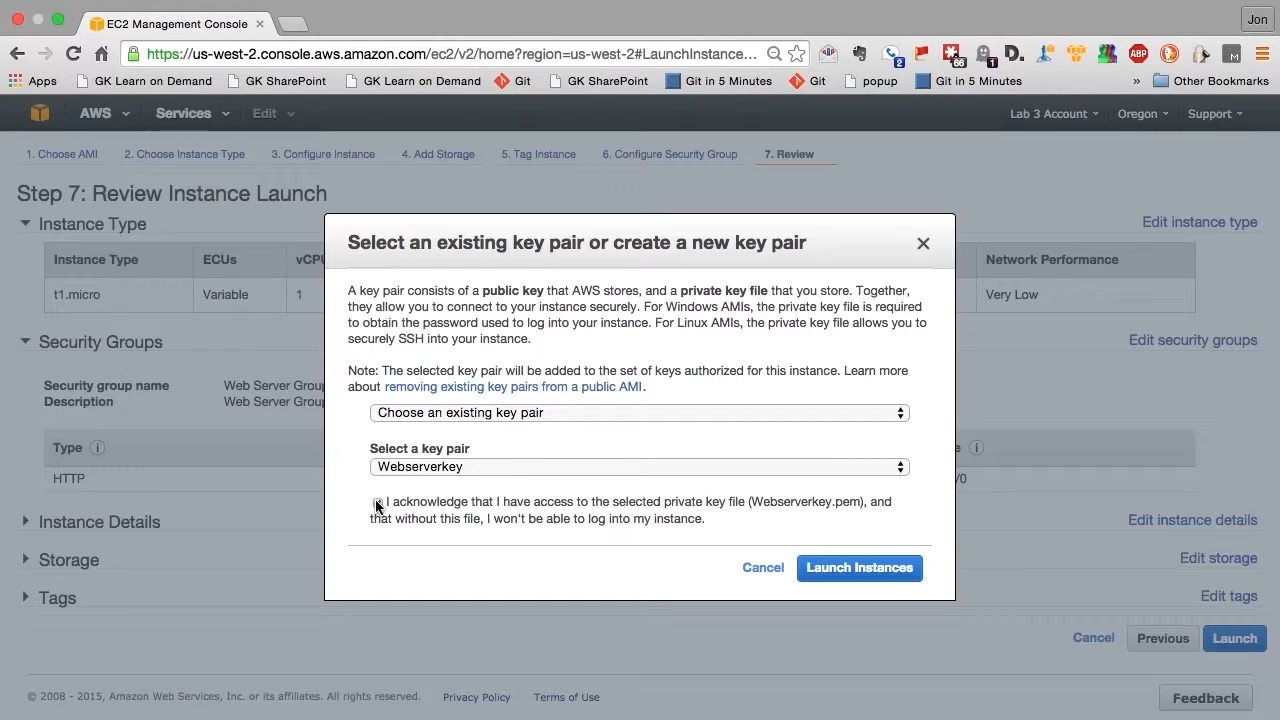 EC2 Management Console
Jon
https://us-west-2.console.aws.amazon.com/ec2/v2/home?region=us-west-2#LaunchInstance...
2
66
1
D.
ABP
M
Apps
GK Learn on Demand
GK SharePoint
GK Learn on Demand
Git
GK SharePoint
Git in 5 Minutes
Git
popup
Git in 5 Minutes
»
Other Bookmarks
AWS
Services
Edit
Lab 3 Account
Oregon
Support
1. Choose AMI
2. Choose Instance Type
3. Configure Instance
4. Add Storage
5. Tag Instance
6. Configure Security Group
7. Review
Step 7: Review Instance Launch
Instance Type
Edit instance type
Instance Type
ECUs
vCPU
Network Performance
t1.micro
Variable
1
Very Low
Security Groups
Edit security groups
Security group name
Web Server Group
Description
Web Server Group
Type
e
HTTP
/0
Instance Details
Edit instance details
Storage
Edit storage
Tags
Edit tags
Select an existing key pair or create a new key pair
A key pair consists of a public key that AWS stores, and a private key file that you store. Together,
they allow you to connect to your instance securely. For Windows AMIs, the private key file is required
to obtain the password used to log into your instance. For Linux AMIs, the private key file allows you to
securely SSH into your instance.
Note: The selected key pair will be added to the set of keys authorized for this instance. Learn more
about removing existing key pairs from a public AMI.
Choose an existing key pair
Select a key pair
Webserverkey
I acknowledge that I have access to the selected private key file (Webserverkey.pem), and
that without this file, I won't be able to log into my instance.
Cancel
Launch Instances
Cancel
Previous
Launch
© 2008 - 2015, Amazon Web Services, Inc. or its affiliates. All rights reserved.
Privacy Policy
Terms of Use
Feedback